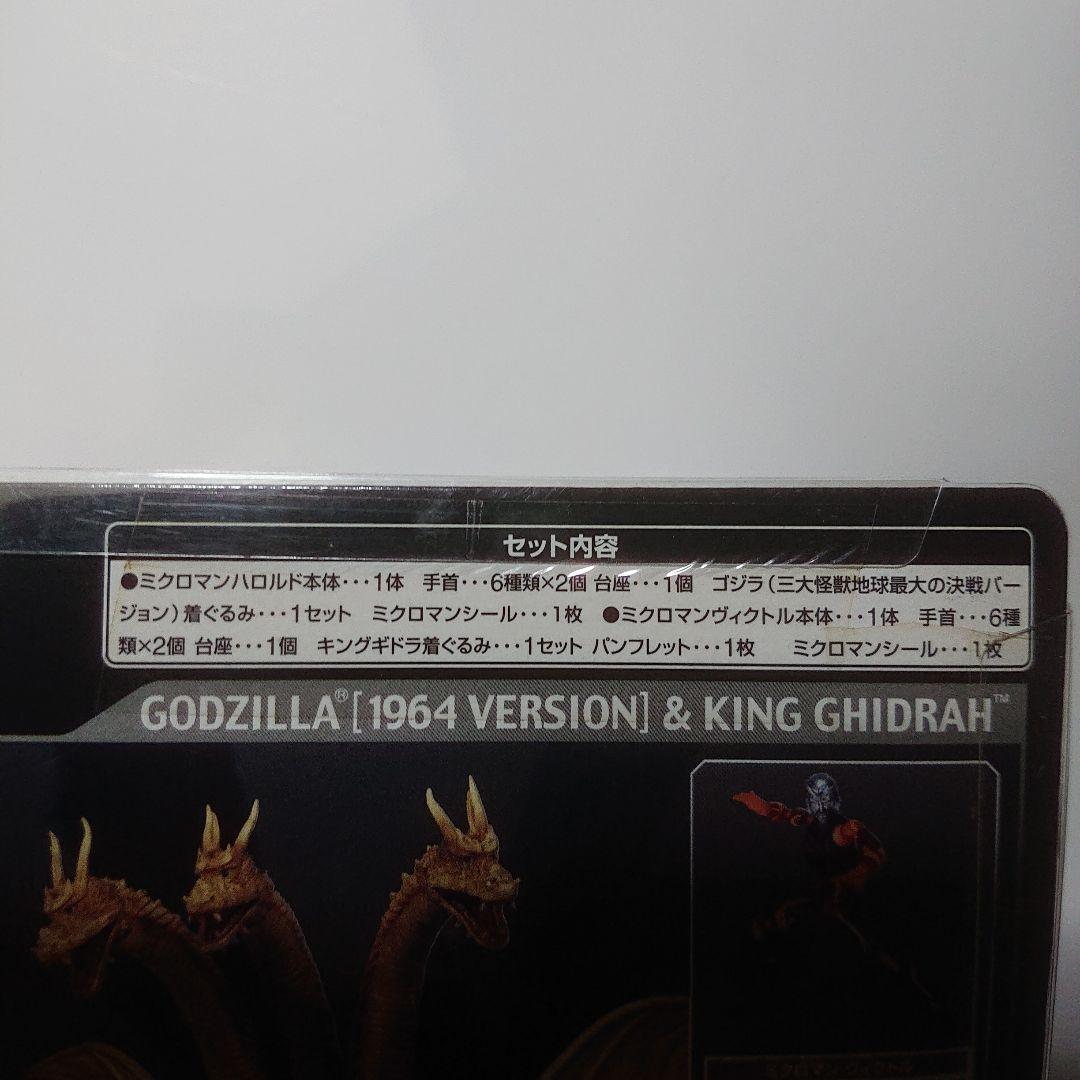 セット内容
●ミクロマンハロルド本体･･･1体　手首･･･6種類×2個 台座･･･1個　ゴジラ(三大怪獣地球最大の決戦バー
ジョン)着ぐるみ･･･1セット　ミクロマンシール･･･1枚　●ミクロマンヴィクトル本体･･･1体　手首･･･6種
類×2個 台座･･･1個　キングギドラ着ぐるみ･･･1セット パンフレット･･･1枚　　ミクロマンシール･･･1枚
GODZILLA®[1964 VERSION] & KING GHIDRAH™